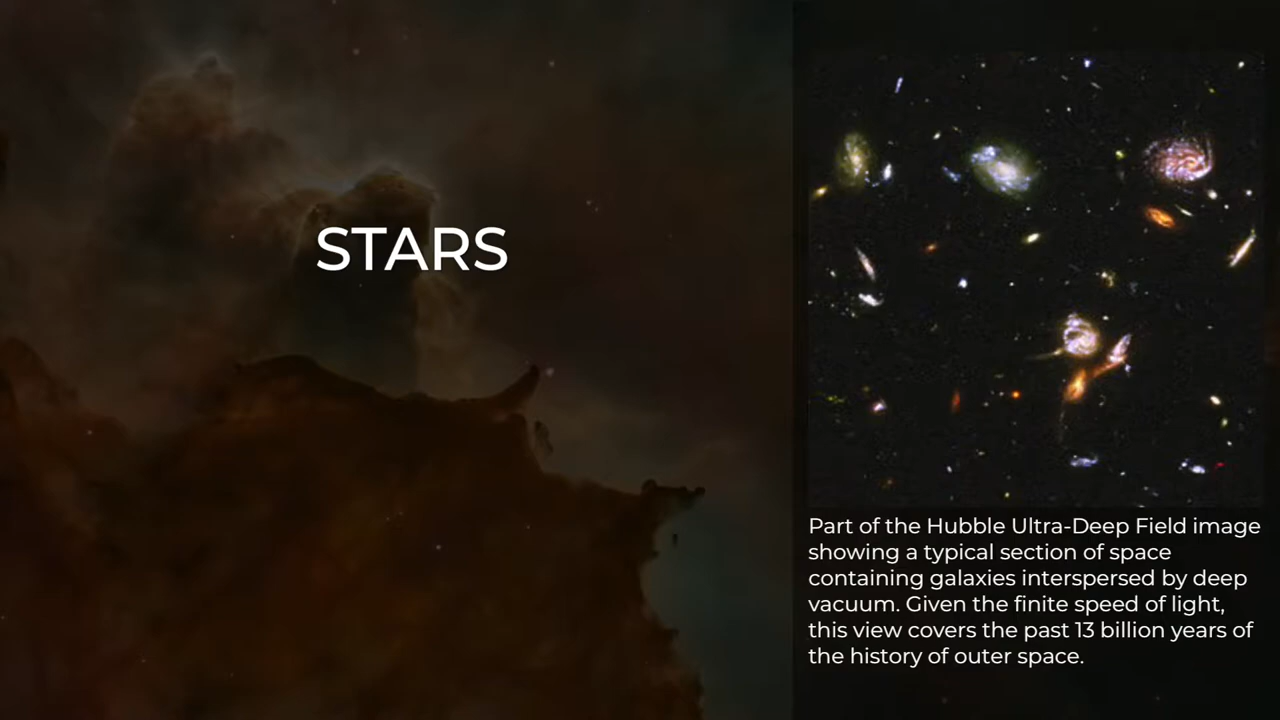 STARS
Part of the Hubble Ultra-Deep Field image
showing a typical section of space
containing galaxies interspersed by deep
vacuum. Given the finite speed of light,
this view covers the past 13 billion years of
the history of outer space.